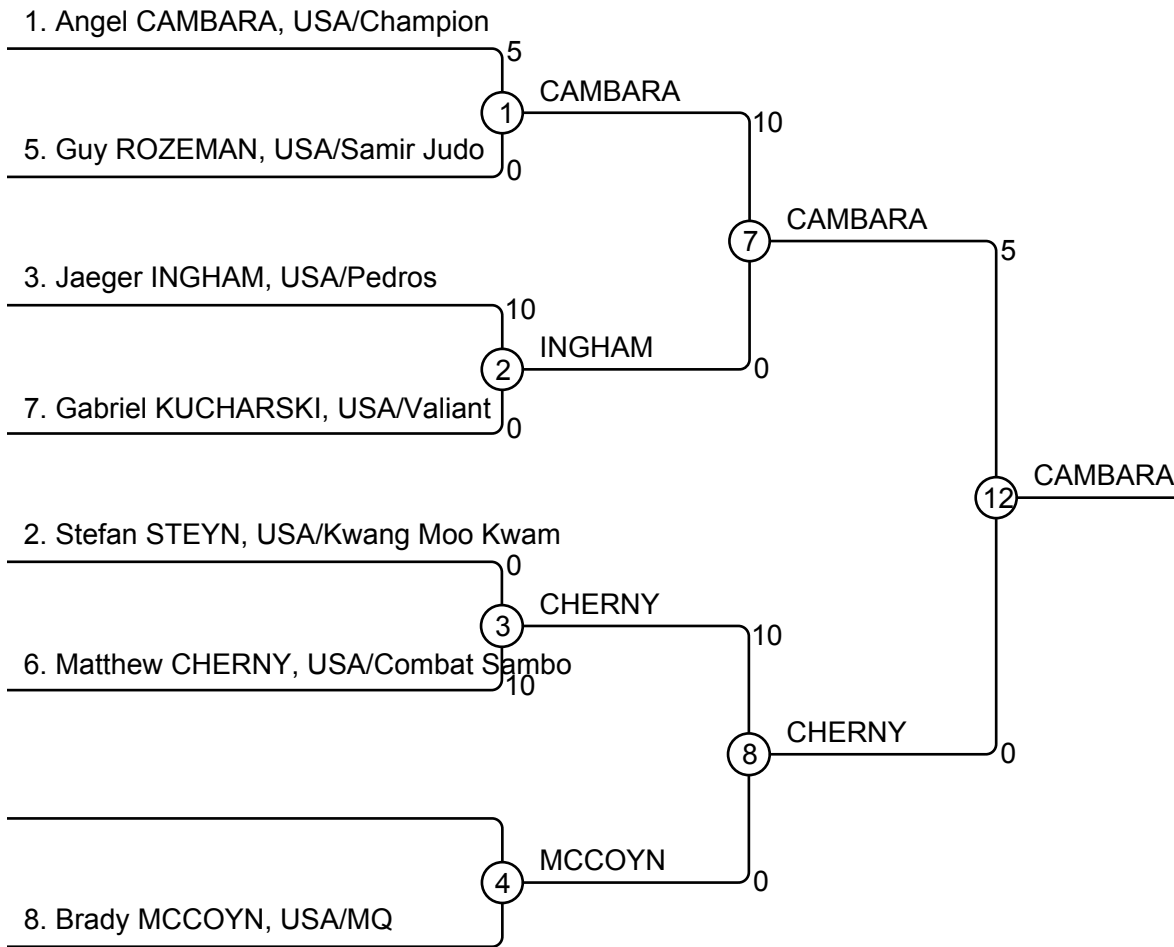 1. Angel CAMBARA, USA/Champion
5
1
CAMBARA
10
5. Guy ROZEMAN, USA/Samir Judo
0
7
CAMBARA
5
3. Jaeger INGHAM, USA/Pedros
10
2
INGHAM
0
7. Gabriel KUCHARSKI, USA/Valiant
0
12
CAMBARA
2. Stefan STEYN, USA/Kwang Moo Kwam
0
3
CHERNY
10
6. Matthew CHERNY, USA/Combat Sambo
10
8
CHERNY
0
4
MCCOYN
0
8. Brady MCCOYN, USA/MQ